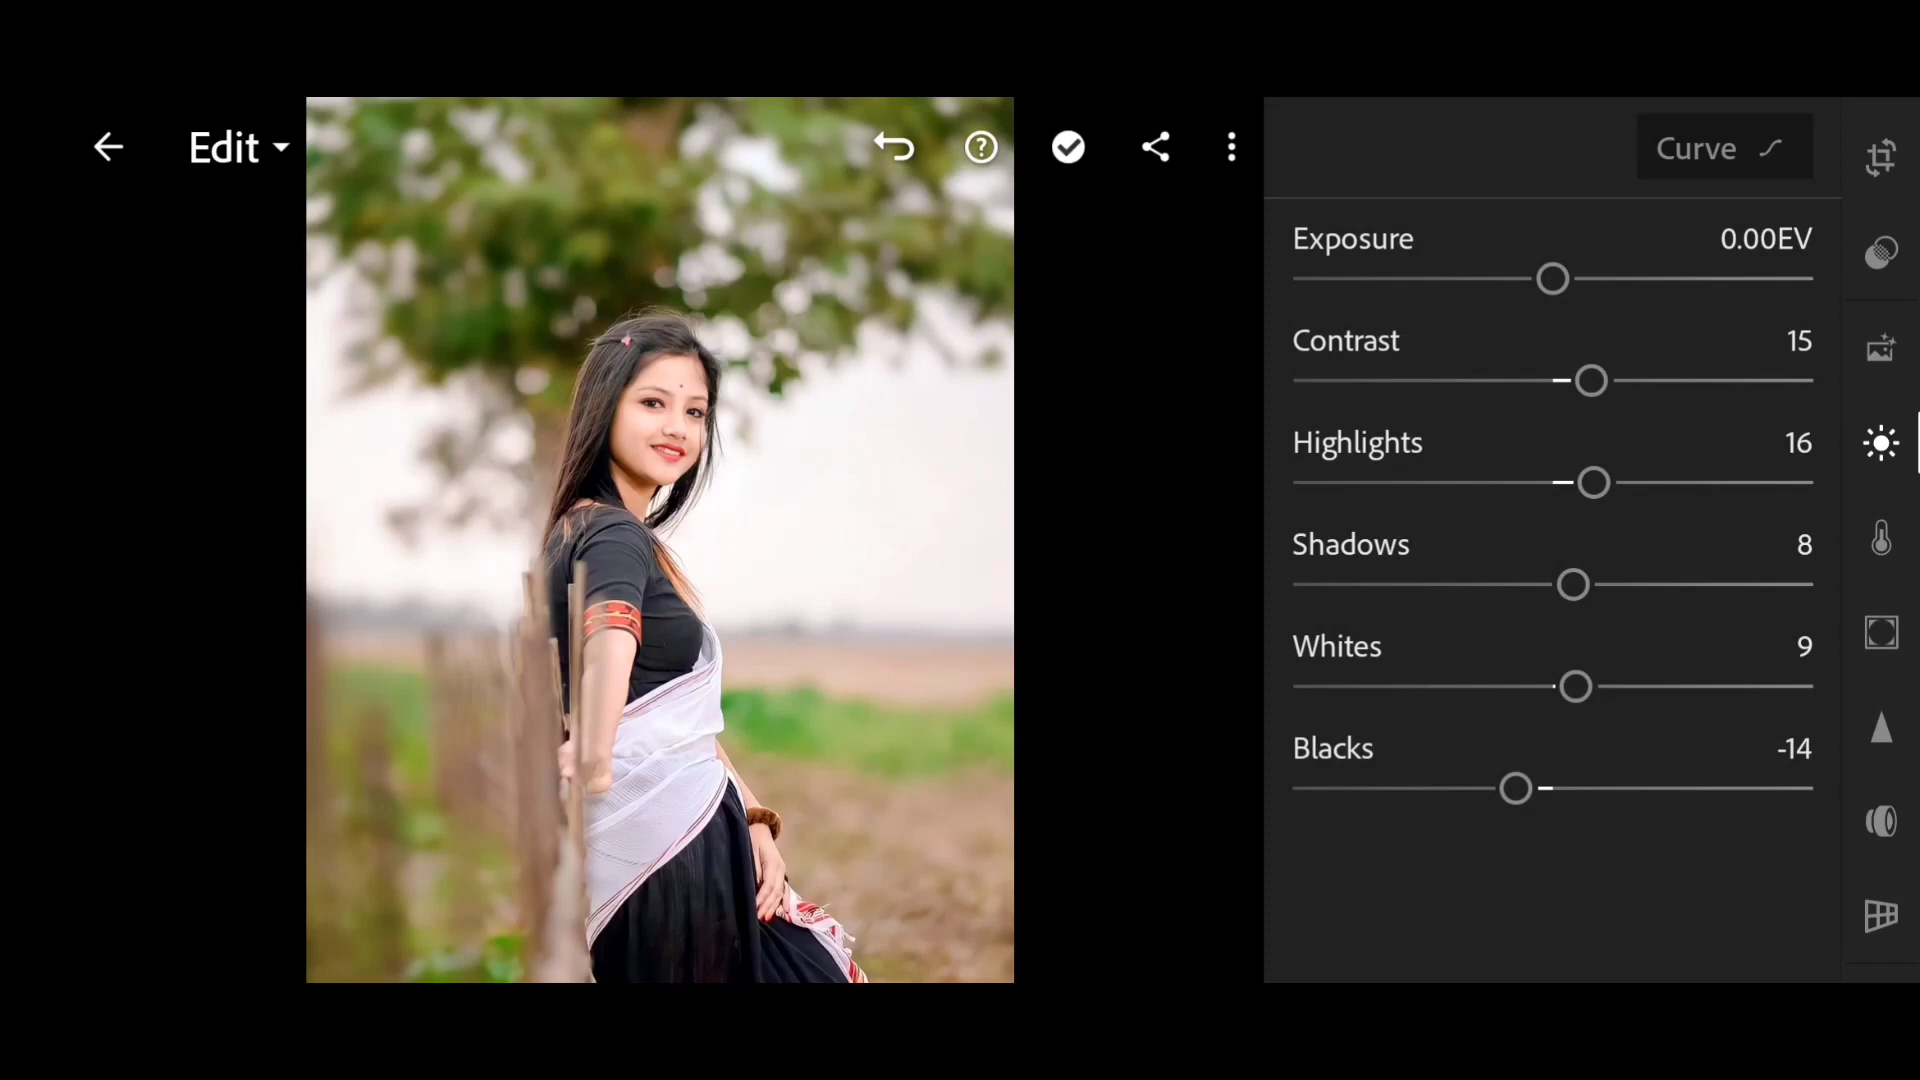 Edit
Curve
Exposure 0.00EV
Contrast 15
Highlights 16
Shadows 8
Whites 9
Blacks -14